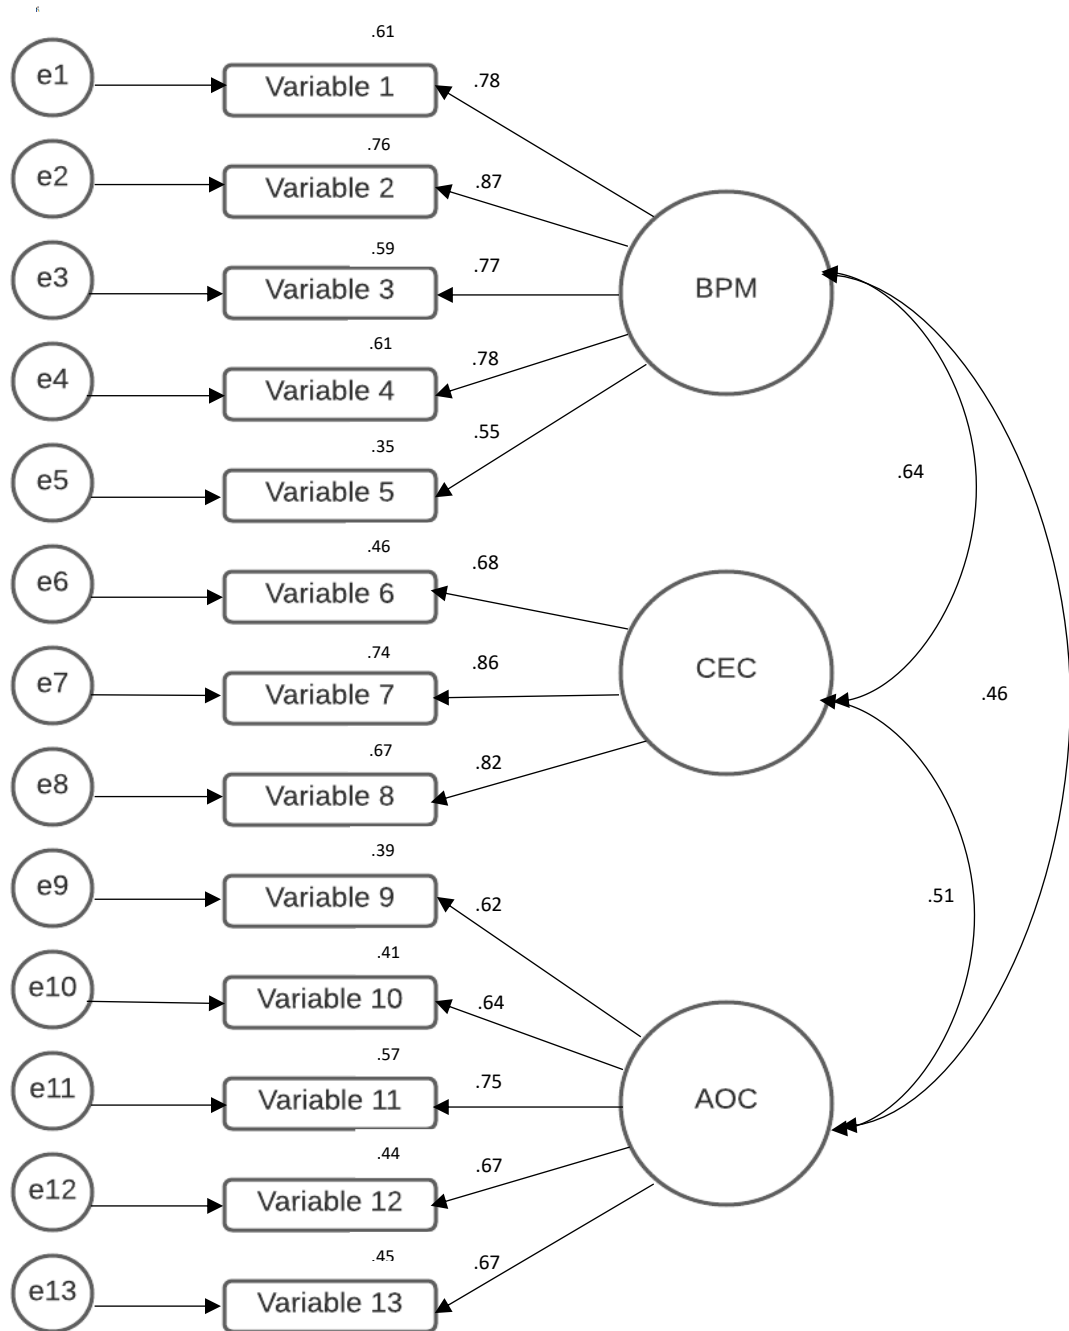 .61
e1 Variable 1 .78
.76
e2 Variable 2 .87
.59
e3 Variable 3 .77 BPM
.61
e4 Variable 4 .78
.35
e5 Variable 5 .55
.64
.46
e6 Variable 6 .68
.74
e7 Variable 7 .86 CEC
.46
.67
e8 Variable 8 .82
.39
e9 Variable 9 .62
.51
.41
e10 Variable 10 .64
.57
e11 Variable 11 .75 AOC
.44
e12 Variable 12 .67
.45
e13 Variable 13 .67